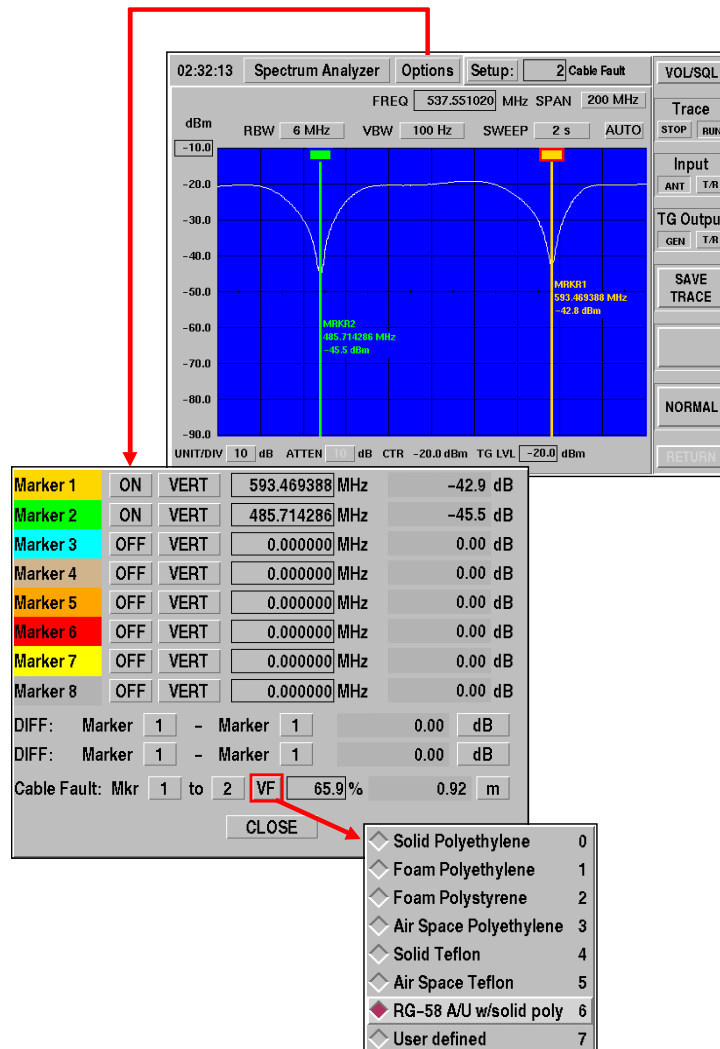 02:32:13 Spectrum Analyzer Options Setup: 2 Cable Fault VOL/SQL
FREQ 537.551020 MHz SPAN 200 MHz
Trace
STOP RUN
dBm RBW 6 MHz VBW 100 Hz SWEEP 2 s AUTO
-10.0
Input
ANT T/R
-20.0
-30.0
TG Outpu
GEN T/R
-40.0
-50.0
SAVE
TRACE
MRKR1
593.469388 MHz
-42.8 dBm
-60.0
MRKR2
485.714286 MHz
-45.5 dBm
-70.0
-80.0
NORMAL
-90.0
UNIT/DIV 10 dB ATTEN 10 dB CTR -20.0 dBm TG LVL -20.0 dBm
RETURN
Marker 1 ON VERT 593.469388 MHz -42.9 dB
Marker 2 ON VERT 485.714286 MHz -45.5 dB
Marker 3 OFF VERT 0.000000 MHz 0.00 dB
Marker 4 OFF VERT 0.000000 MHz 0.00 dB
Marker 5 OFF VERT 0.000000 MHz 0.00 dB
Marker 6 OFF VERT 0.000000 MHz 0.00 dB
Marker 7 OFF VERT 0.000000 MHz 0.00 dB
Marker 8 OFF VERT 0.000000 MHz 0.00 dB
DIFF: Marker 1 - Marker 1 0.00 dB
DIFF: Marker 1 - Marker 1 0.00 dB
Cable Fault: Mkr 1 to 2 VF 65.9 % 0.92 m
CLOSE
Solid Polyethylene 0
Foam Polyethylene 1
Foam Polystyrene 2
Air Space Polyethylene 3
Solid Teflon 4
Air Space Teflon 5
RG-58 A/U w/solid poly 6
User defined 7